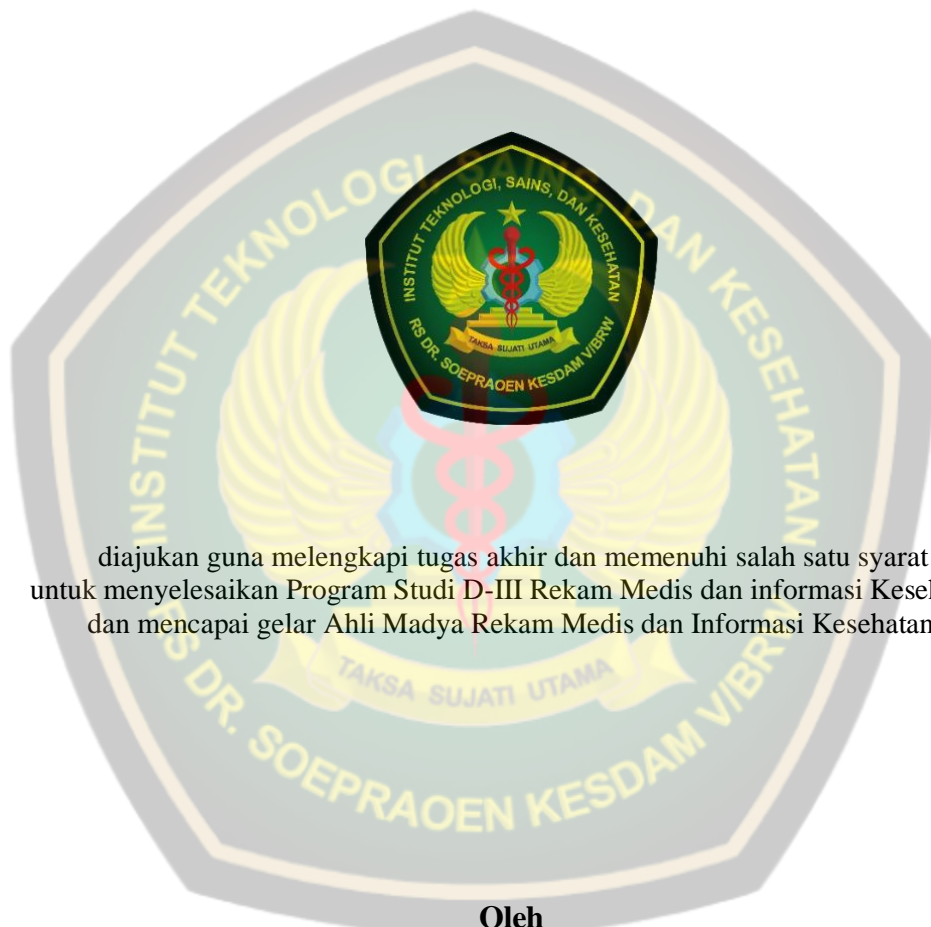 INSTITUT TEKNOLOGI, SAINS, DAN KESEHATAN
RS DR. SOEPRAOEN KESDAM V/BRW
TAKSA SUJATI UTAMA
INSTITUT TEKNOLOGI, SAINS, DAN KESEHATAN
TAKSA SUJATI UTAMA
RS DR. SOEPRAOEN KESDAM V/BRW
diajukan guna melengkapi tugas akhir dan memenuhi salah satu syarat
untuk menyelesaikan Program Studi D-III Rekam Medis dan informasi Kese
dan mencapai gelar Ahli Madya Rekam Medis dan Informasi Kesehatan
Oleh